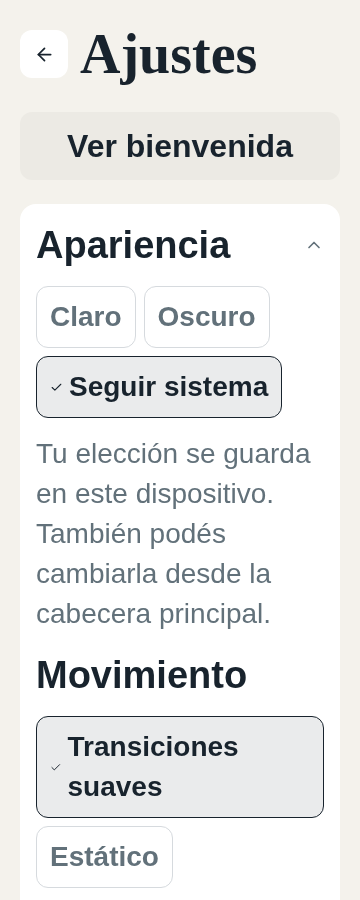 Ajustes
Ver bienvenida
Apariencia
Claro
Oscuro
Seguir sistema
Tu elección se guarda
en este dispositivo.
También podés
cambiarla desde la
cabecera principal.
Movimiento
Transiciones
suaves
Estático